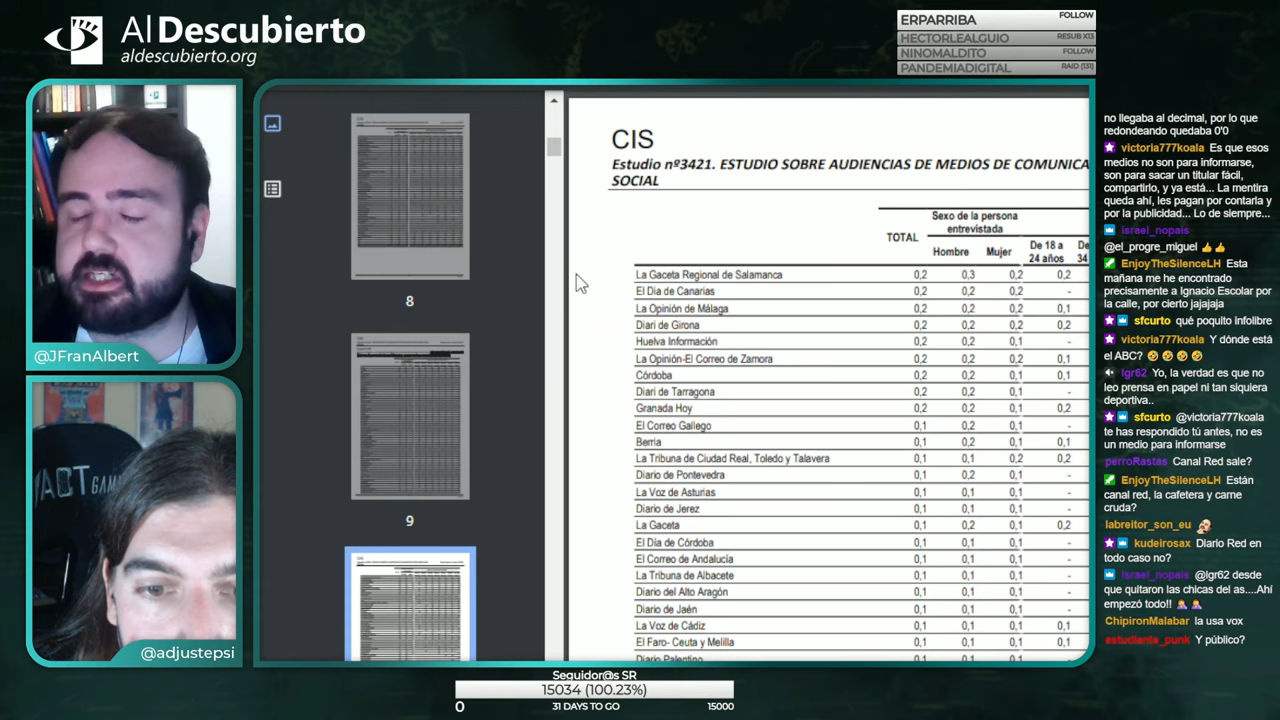 Al Descubierto
aldescubierto.org
ERPARRIBA FOLLOW
HECTORLEALGUIO RESUB X13
NINOMALDITO FOLLOW
PANDEMIADIGITAL RAID (131)
@JFranAlbert
@adjustepsi
8
9
CIS
Estudio nº3421. ESTUDIO SOBRE AUDIENCIAS DE MEDIOS DE COMUNICA
SOCIAL
Sexo de la persona
entrevistada
TOTAL
Hombre Mujer De 18 a
24 años De
34
La Gaceta Regional de Salamanca 0,2 0,3 0,2 0,2
El Día de Canarias 0,2 0,2 0,2 -
La Opinión de Málaga 0,2 0,2 0,2 0,1
Diari de Girona 0,2 0,2 0,2 0,2
Huelva Información 0,2 0,2 0,1 -
La Opinión-El Correo de Zamora 0,2 0,2 0,2 0,1
Córdoba 0,2 0,2 0,1 0,1
Diari de Tarragona 0,2 0,2 0,1 -
Granada Hoy 0,2 0,2 0,1 0,2
El Correo Gallego 0,2 0,2 0,1 -
Berria 0,1 0,2 0,1 0,1
La Tribuna de Ciudad Real, Toledo y Talavera 0,1 0,1 0,2 0,2
Diario de Pontevedra 0,1 0,2 0,1 -
La Voz de Asturias 0,1 0,1 0,1 -
Diario de Jerez 0,1 0,1 0,1 -
La Gaceta 0,1 0,2 0,1 0,2
El Día de Córdoba 0,1 0,1 0,1 -
El Correo de Andalucía 0,1 0,1 0,1 -
La Tribuna de Albacete 0,1 0,1 0,1 -
Diario del Alto Aragón 0,1 0,1 0,1 -
Diario de Jaén 0,1 0,1 0,1 -
La Voz de Cádiz 0,1 0,1 0,1 0,1
El Faro- Ceuta y Melilla 0,1 0,1 0,1 0,1
Diario Palentino 0,1 0,1 0,1 -
no llegaba al decimal, por lo que
redondeando quedaba 0'0
victoria777koala Es que esos
medios no son para informarse,
son para sacar un titular fácil,
compartirlo, y ya está... La mentira
queda ahí, les pagan por contarla y
por la publicidad... Lo de siempre...
israel_nopais
@el_progre_miguel 👍👍
EnjoyTheSilenceLH Esta
mañana me he encontrado
precisamente a Ignacio Escolar
por la calle, por cierto jajajaja
sfcurto qué poquito infolibre
victoria777koala Y dónde está
el ABC? 🤣🤣🤣🤣
lgr62 Yo, la verdad es que no
leo prensa en papel ni tan siquiera
deportiva..
sfcurto @victoria777koala
te has respondido tú antes, no es
un medio para informarse
perroRastas Canal Red sale?
EnjoyTheSilenceLH Están
canal red, la cafetera y carne
cruda?
labreitor_son_eu
kudeirosax Diario Red en
todo caso no?
israel_nopais @lgr62 desde
que quitaron las chicas del as....Ahí
empezó todo!!
ChipironMalabar la usa vox
estudiante_punk Y público?
Seguidor@s SR
15034 (100.23%)
0 31 DAYS TO GO 15000